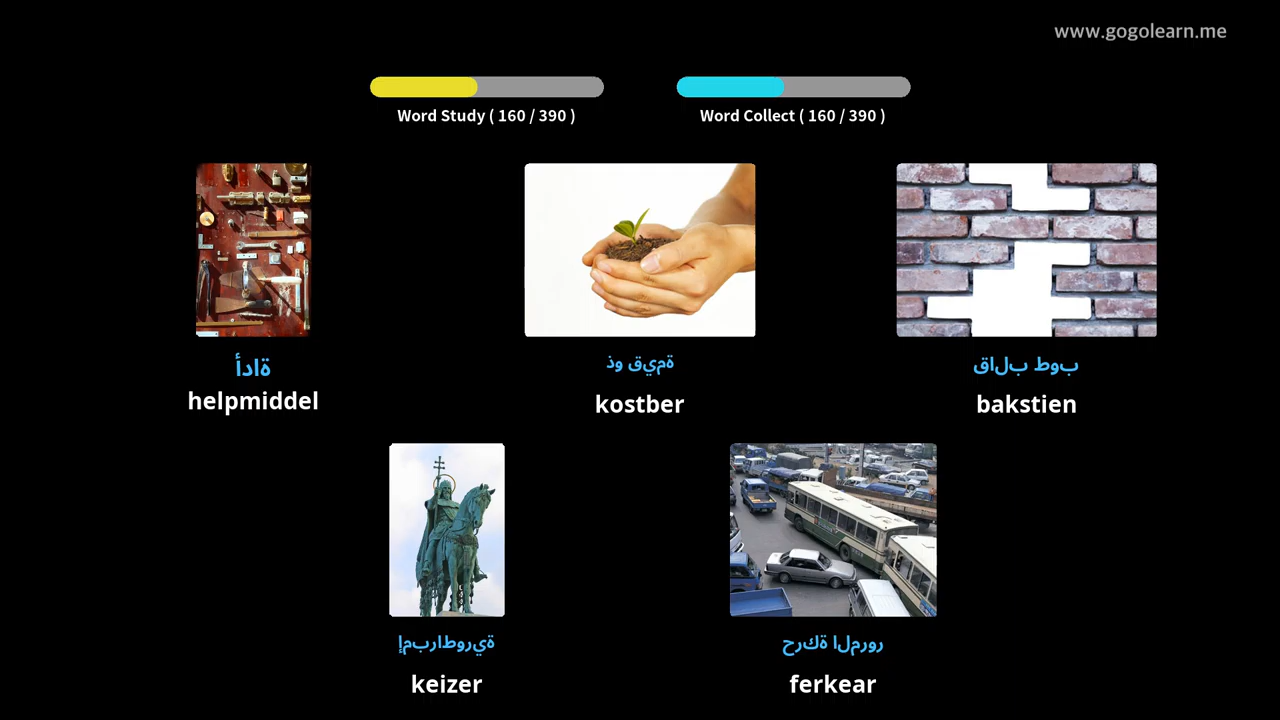 www.gogolearn.me
Word Study ( 160 / 390 )
Word Collect ( 160 / 390 )
أداة
helpmiddel
ذو قيمة
kostber
قالب طوب
bakstien
إمبراطورية
keizer
حركة المرور
ferkear